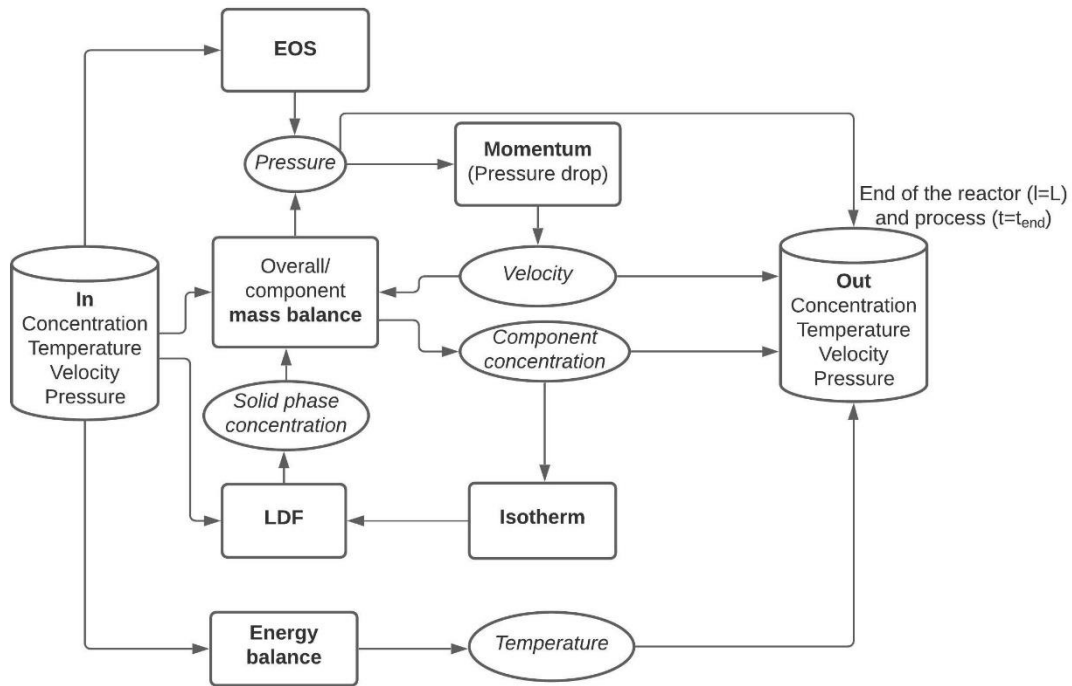 EOS
Pressure
Momentum
(Pressure drop)
End of the reactor (l=L)
and process (t=tend)
In
Concentration
Temperature
Velocity
Pressure
Overall/
component
mass balance
Velocity
Component
concentration
Out
Concentration
Temperature
Velocity
Pressure
Solid phase
concentration
LDF
Isotherm
Energy
balance
Temperature